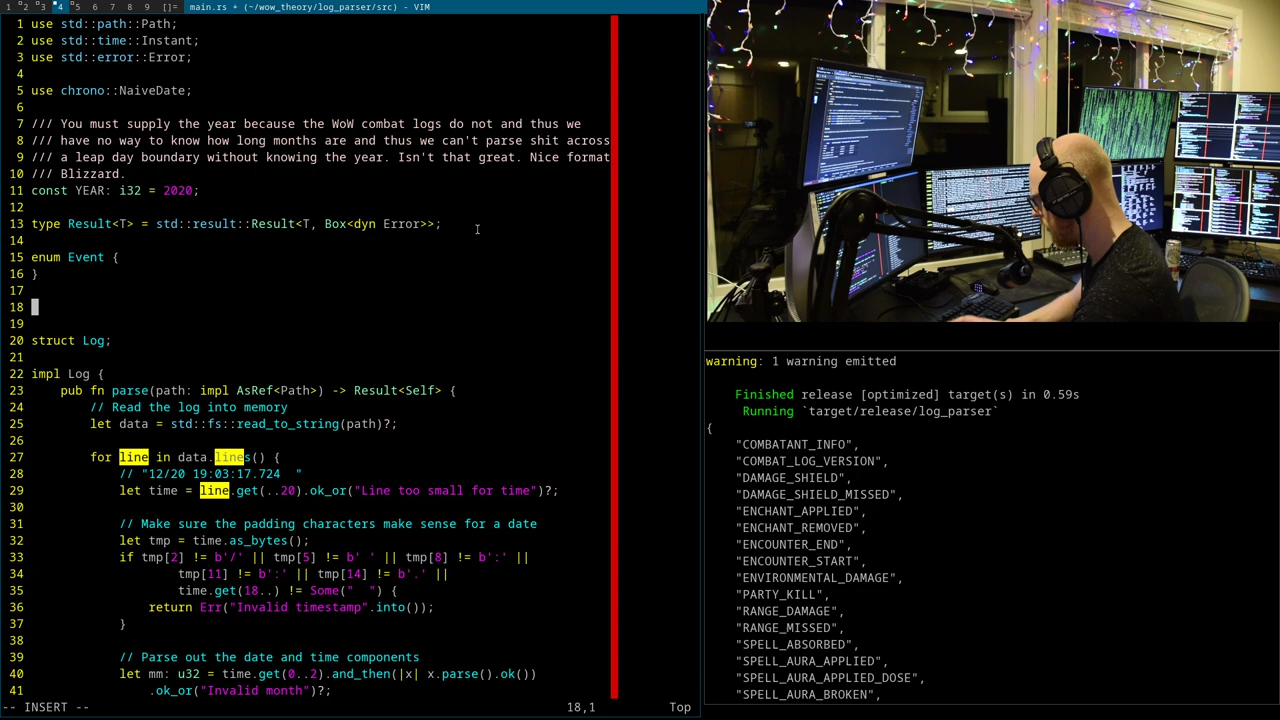 1 2 3 4 5 6 7 8 9 []= main.rs + (~/wow_theory/log_parser/src) - VIM
1 use std::path::Path;
2 use std::time::Instant;
3 use std::error::Error;
4
5 use chrono::NaiveDate;
6
7 /// You must supply the year because the WoW combat logs do not and thus we
8 /// have no way to know how long months are and thus we can't parse shit across
9 /// a leap day boundary without knowing the year. Isn't that great. Nice format
10 /// Blizzard.
11 const YEAR: i32 = 2020;
12
13 type Result<T> = std::result::Result<T, Box<dyn Error>>;
14
15 enum Event {
16 }
17
18
19
20 struct Log;
21
22 impl Log {
23     pub fn parse(path: impl AsRef<Path>) -> Result<Self> {
24         // Read the log into memory
25         let data = std::fs::read_to_string(path)?;
26
27         for line in data.lines() {
28             // "12/20 19:03:17.724  "
29             let time = line.get(..20).ok_or("Line too small for time")?;
30
31             // Make sure the padding characters make sense for a date
32             let tmp = time.as_bytes();
33             if tmp[2] != b'/' || tmp[5] != b' ' || tmp[8] != b':' ||
34                     tmp[11] != b':' || tmp[14] != b'.' ||
35                     time.get(18..) != Some("  ") {
36                 return Err("Invalid timestamp".into());
37             }
38
39             // Parse out the date and time components
40             let mm: u32 = time.get(0..2).and_then(|x| x.parse().ok())
41                 .ok_or("Invalid month")?;
-- INSERT -- 18,1 Top
warning: 1 warning emitted
Finished release [optimized] target(s) in 0.59s
Running `target/release/log_parser`
{
"COMBATANT_INFO",
"COMBAT_LOG_VERSION",
"DAMAGE_SHIELD",
"DAMAGE_SHIELD_MISSED",
"ENCHANT_APPLIED",
"ENCHANT_REMOVED",
"ENCOUNTER_END",
"ENCOUNTER_START",
"ENVIRONMENTAL_DAMAGE",
"PARTY_KILL",
"RANGE_DAMAGE",
"RANGE_MISSED",
"SPELL_ABSORBED",
"SPELL_AURA_APPLIED",
"SPELL_AURA_APPLIED_DOSE",
"SPELL_AURA_BROKEN",